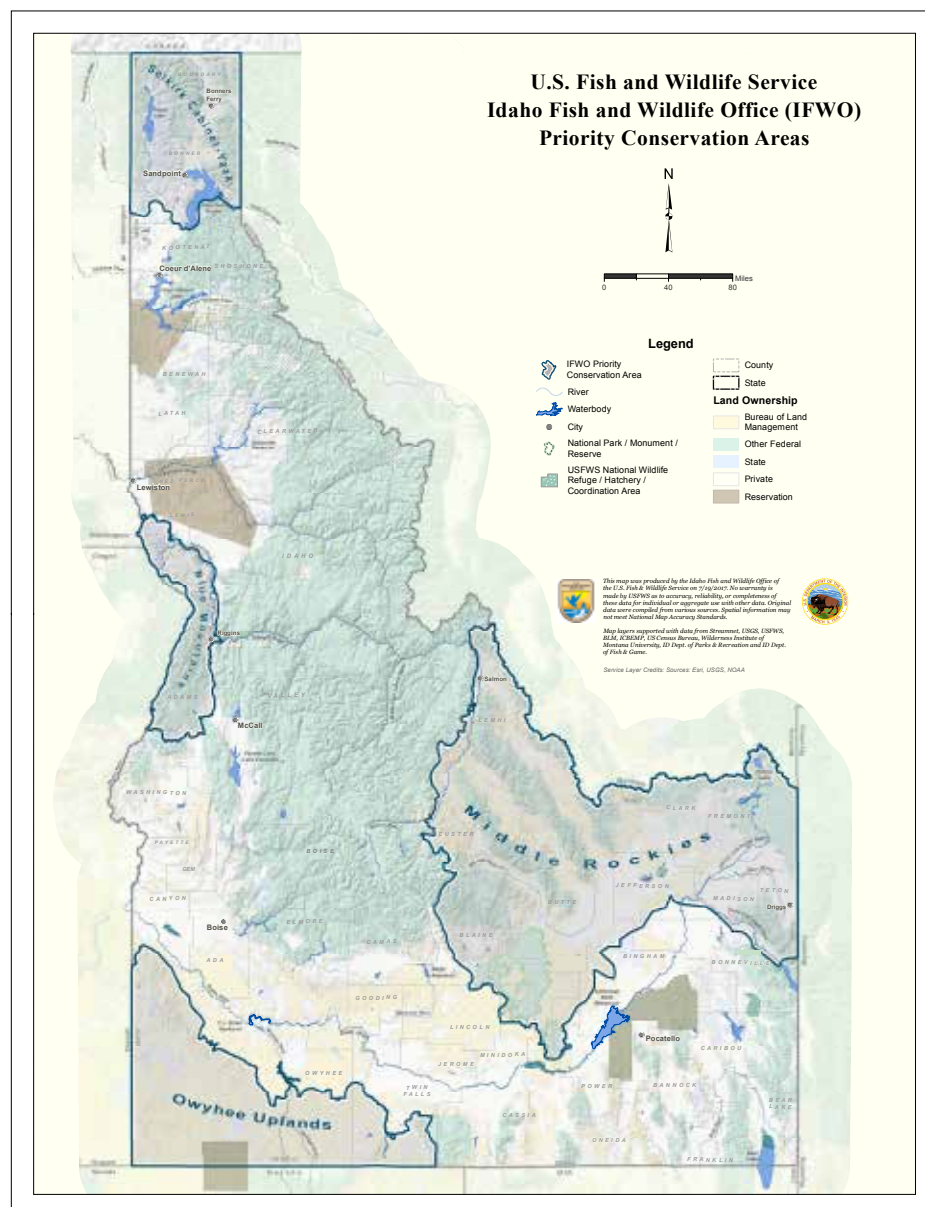 U.S. Fish and Wildlife Service
Idaho Fish and Wildlife Office (IFWO)
Priority Conservation Areas
N
Miles
0 40 80
Legend
IFWO Priority
Conservation Area
River
Waterbody
City
National Park / Monument /
Reserve
USFWS National Wildlife
Refuge / Hatchery /
Coordination Area
County
State
Land Ownership
Bureau of Land
Management
Other Federal
State
Private
Reservation
This map was produced by the Idaho Fish and Wildlife Office of
the U.S. Fish & Wildlife Service on 7/19/2017. No warranty is
made by USFWS as to accuracy, reliability, or completeness of
these data for individual or aggregate use with other data. Original
data were compiled from various sources. Spatial information may
not meet National Map Accuracy Standards.
Map layers supported with data from Streamnet, USGS, USFWS,
BLM, ICBEMP, US Census Bureau, Wilderness Institute of
Montana University, ID Dept. of Parks & Recreation and ID Dept.
of Fish & Game.
Service Layer Credits: Sources: Esri, USGS, NOAA
Selkirk Cabinet-Yaak
BOUNDARY
Bonners
Ferry
BONNER
Sandpoint
KOOTENAI
Coeur d'Alene
SHOSHONE
BENEWAH
LATAH
CLEARWATER
Lewiston
NEZ PERCE
LEWIS
IDAHO
Blue Mountains
Riggins
ADAMS
VALLEY
McCall
Salmon
LEMHI
WASHINGTON
PAYETTE
GEM
BOISE
CUSTER
Middle Rockies
CLARK
FREMONT
JEFFERSON
MADISON
TETON
Driggs
CANYON
Boise
ADA
ELMORE
CAMAS
BLAINE
BUTTE
BINGHAM
BONNEVILLE
GOODING
LINCOLN
MINIDOKA
JEROME
OWYHEE
TWIN
FALLS
Pocatello
CARIBOU
POWER
BANNOCK
BEAR
LAKE
CASSIA
ONEIDA
FRANKLIN
Owyhee Uplands